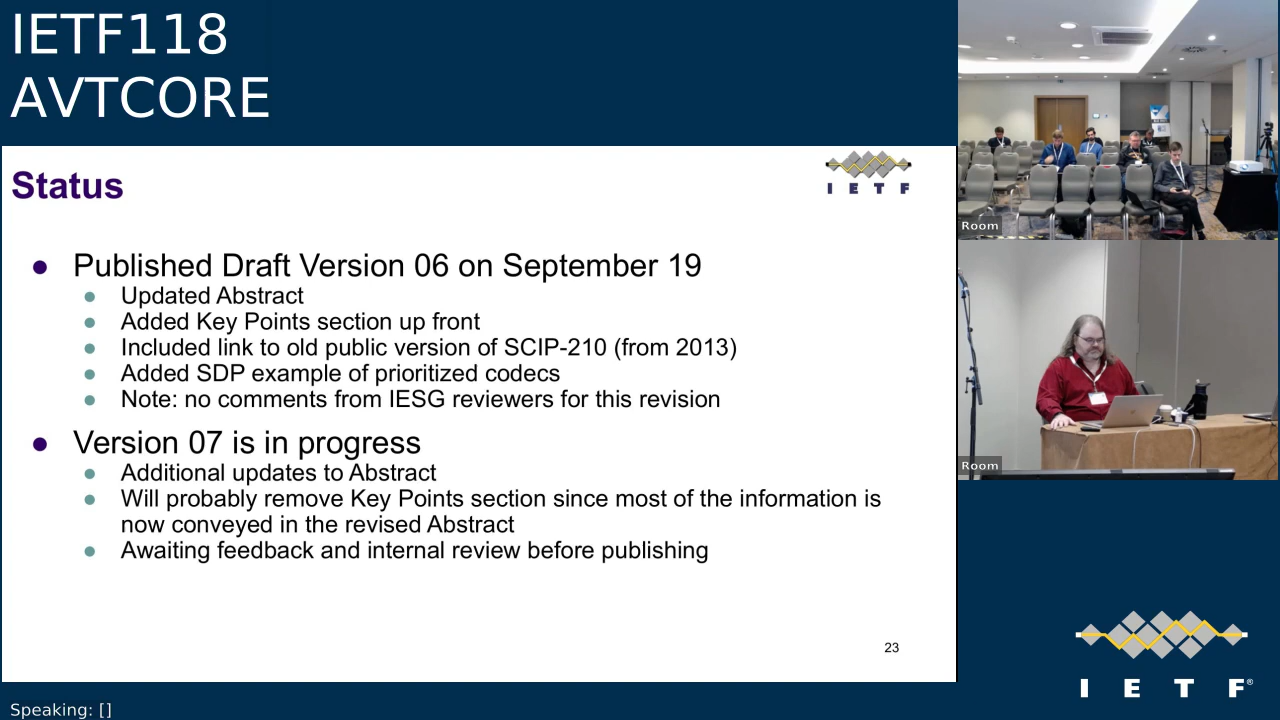 IETF118
AVTCORE
Status
I E T F
● Published Draft Version 06 on September 19
● Updated Abstract
● Added Key Points section up front
● Included link to old public version of SCIP-210 (from 2013)
● Added SDP example of prioritized codecs
● Note: no comments from IESG reviewers for this revision
● Version 07 is in progress
● Additional updates to Abstract
● Will probably remove Key Points section since most of the information is
now conveyed in the revised Abstract
● Awaiting feedback and internal review before publishing
23
Room
Room
I E T F®
Speaking: []